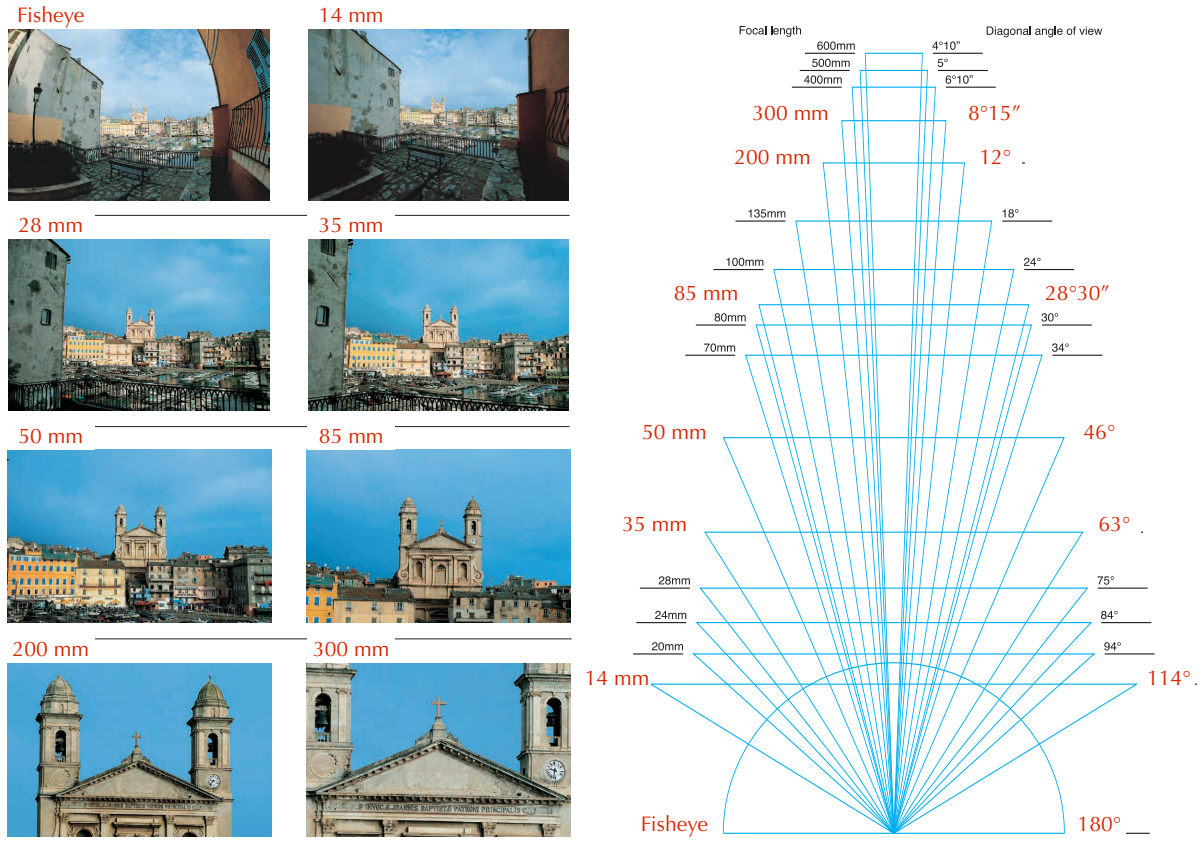 Fisheye
14 mm
28 mm
35 mm
50 mm
85 mm
200 mm
300 mm
Focal length Diagonal angle of view
600mm 4°10"
500mm 5°
400mm 6°10"
300 mm 8°15″
200 mm 12° .
135mm 18°
100mm 24°
85 mm 28°30″
80mm 30°
70mm 34°
50 mm 46°
35 mm 63° .
28mm 75°
24mm 84°
20mm 94°
14 mm 114° .
Fisheye 180°